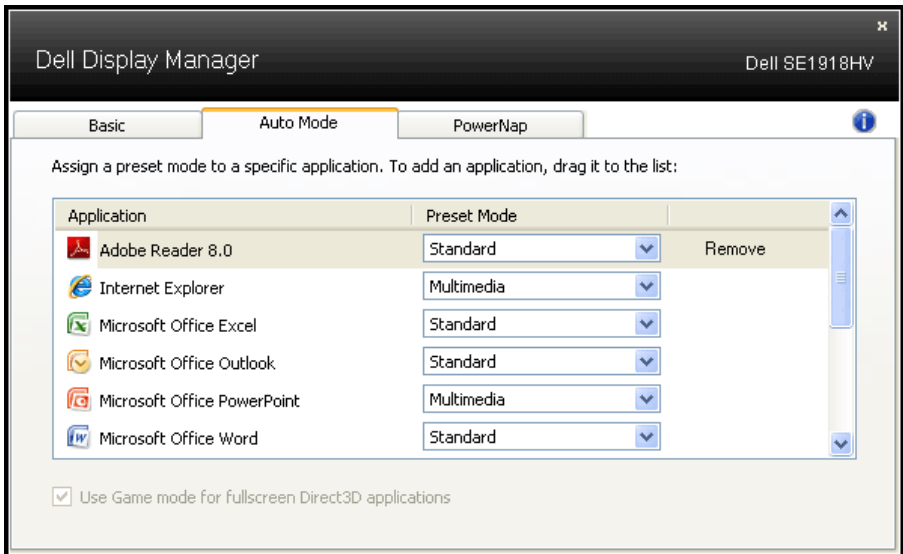 Dell Display Manager
Dell SE1918HV
Basic
Auto Mode
PowerNap
Assign a preset mode to a specific application. To add an application, drag it to the list:
Application Preset Mode
Adobe Reader 8.0 Standard Remove
Internet Explorer Multimedia
Microsoft Office Excel Standard
Microsoft Office Outlook Standard
Microsoft Office PowerPoint Multimedia
Microsoft Office Word Standard
Use Game mode for fullscreen Direct3D applications